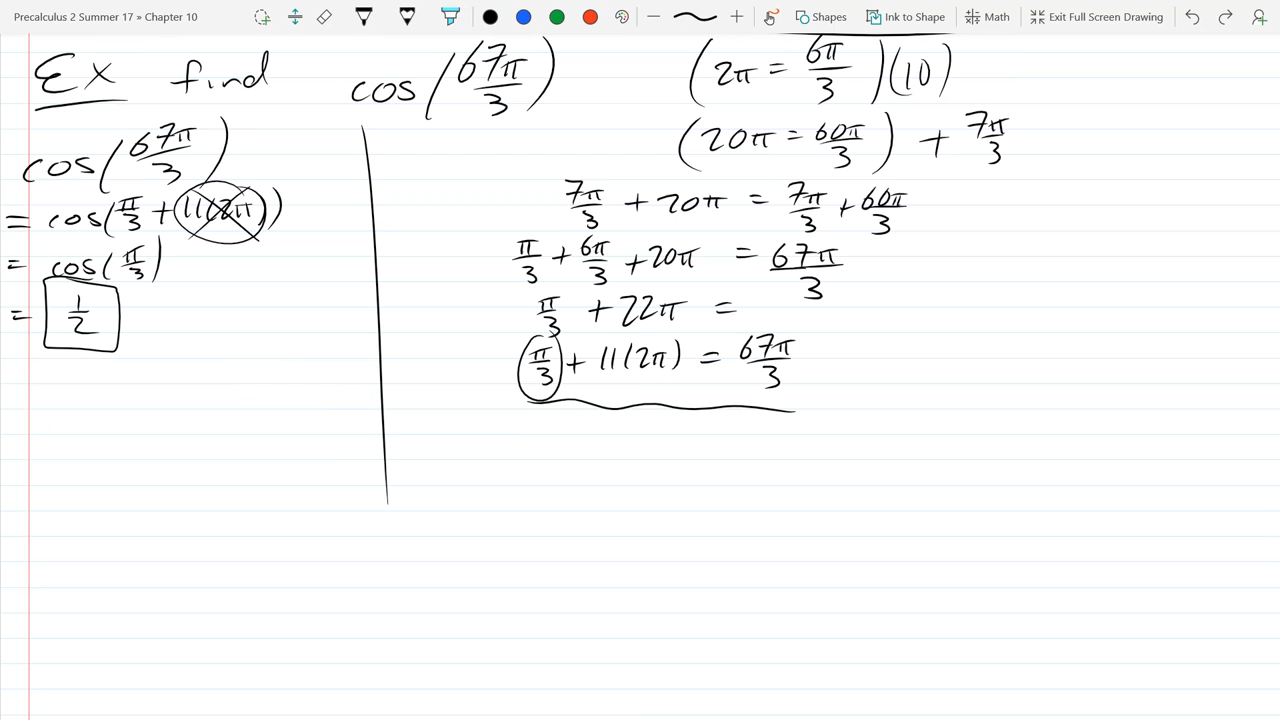 Precalculus 2 Summer 17 » Chapter 10
Shapes
Ink to Shape
Math
Exit Full Screen Drawing
Ex find cos(67π/3)
cos(67π/3)
= cos(π/3 + 11(2π))
= cos(π/3)
= 1/2
(2π = 6π/3)(10)
(20π = 60π/3) + 7π/3
7π/3 + 20π = 7π/3 + 60π/3
π/3 + 6π/3 + 20π = 67π/3
π/3 + 22π =
π/3 + 11(2π) = 67π/3